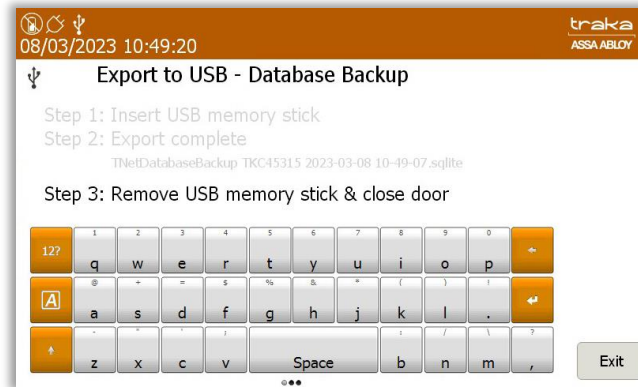 traka
08/03/2023 10:49:20
ASSA ABLOY
Export to USB - Database Backup
Step 1: Insert USB memory stick
Step 2: Export complete
TNetDatabaseBackup TKC45315 2023-03-08 10-49-07.sqlite
Step 3: Remove USB memory stick & close door
1 2 3 4 5 6 7 8 9 0
12? q w e r t y u i o p
@ + = $ % & * ( ) !
A a s d f g h j k l .
- " ' ; : / \ ?
z x c v Space b n m ,
Exit